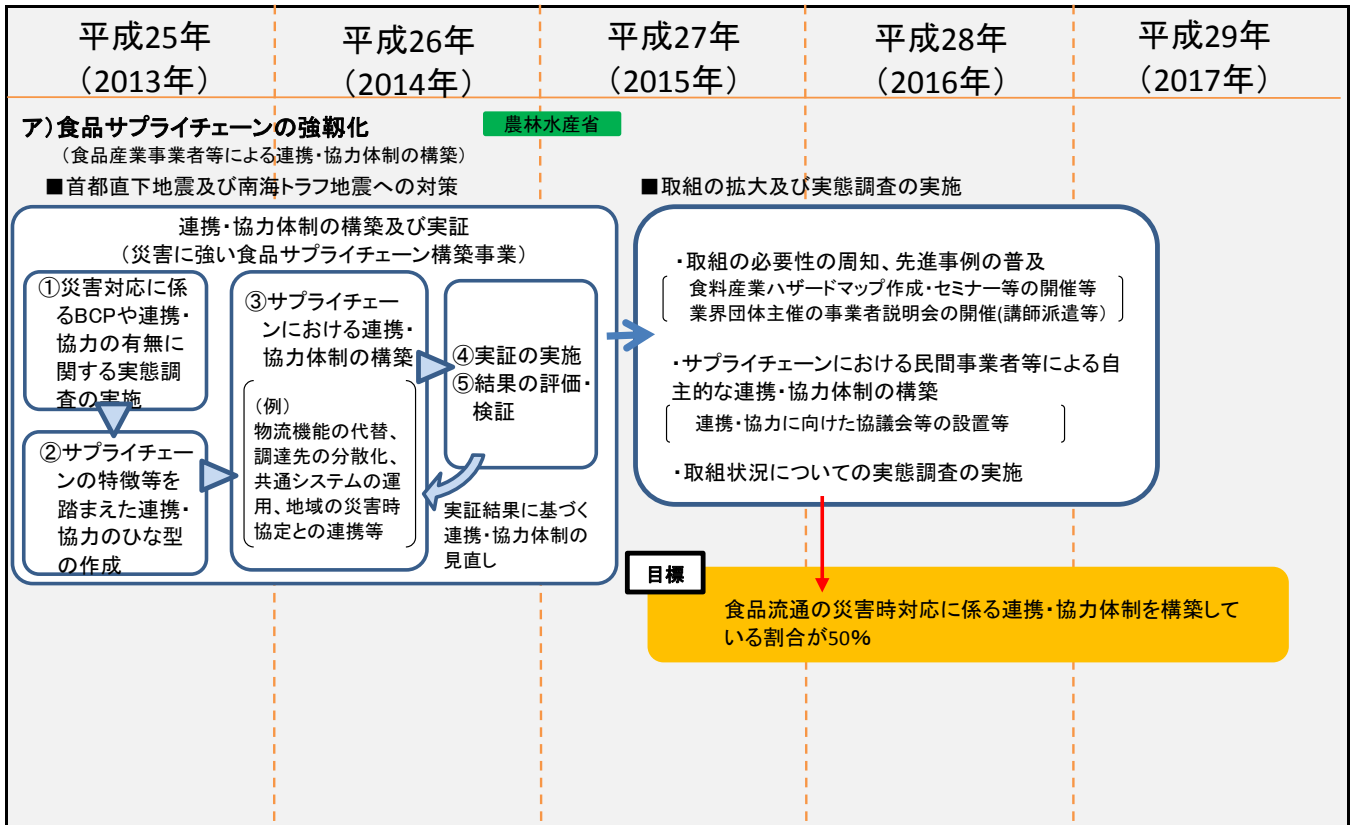 平成25年
（2013年）
平成26年
（2014年）
平成27年
（2015年）
平成28年
（2016年）
平成29年
（2017年）
ア）食品サプライチェーンの強靱化
農林水産省
（食品産業事業者等による連携・協力体制の構築）
■首都直下地震及び南海トラフ地震への対策
連携・協力体制の構築及び実証
（災害に強い食品サプライチェーン構築事業）
①災害対応に係
るBCPや連携・
協力の有無に
関する実態調
査の実施
②サプライチェー
ンの特徴等を
踏まえた連携・
協力のひな型
の作成
③サプライチェー
ンにおける連携・
協力体制の構築
（例）
物流機能の代替、
調達先の分散化、
共通システムの運
用、地域の災害時
協定との連携等
④実証の実施
⑤結果の評価・
検証
実証結果に基づく
連携・協力体制の
見直し
■取組の拡大及び実態調査の実施
・取組の必要性の周知、先進事例の普及
食料産業ハザードマップ作成・セミナー等の開催等
業界団体主催の事業者説明会の開催(講師派遣等）
・サプライチェーンにおける民間事業者等による自
主的な連携・協力体制の構築
連携・協力に向けた協議会等の設置等
・取組状況についての実態調査の実施
目標
食品流通の災害時対応に係る連携・協力体制を構築して
いる割合が50%